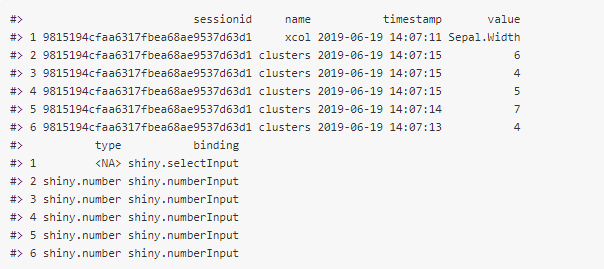 #>                          sessionid     name           timestamp       value
#> 1 9815194cfaa6317fbea68ae9537d63d1     xcol 2019-06-19 14:07:11 Sepal.Width
#> 2 9815194cfaa6317fbea68ae9537d63d1 clusters 2019-06-19 14:07:15           6
#> 3 9815194cfaa6317fbea68ae9537d63d1 clusters 2019-06-19 14:07:15           4
#> 4 9815194cfaa6317fbea68ae9537d63d1 clusters 2019-06-19 14:07:15           5
#> 5 9815194cfaa6317fbea68ae9537d63d1 clusters 2019-06-19 14:07:14           7
#> 6 9815194cfaa6317fbea68ae9537d63d1 clusters 2019-06-19 14:07:13           4
#>           type           binding
#> 1         <NA> shiny.selectInput
#> 2 shiny.number shiny.numberInput
#> 3 shiny.number shiny.numberInput
#> 4 shiny.number shiny.numberInput
#> 5 shiny.number shiny.numberInput
#> 6 shiny.number shiny.numberInput